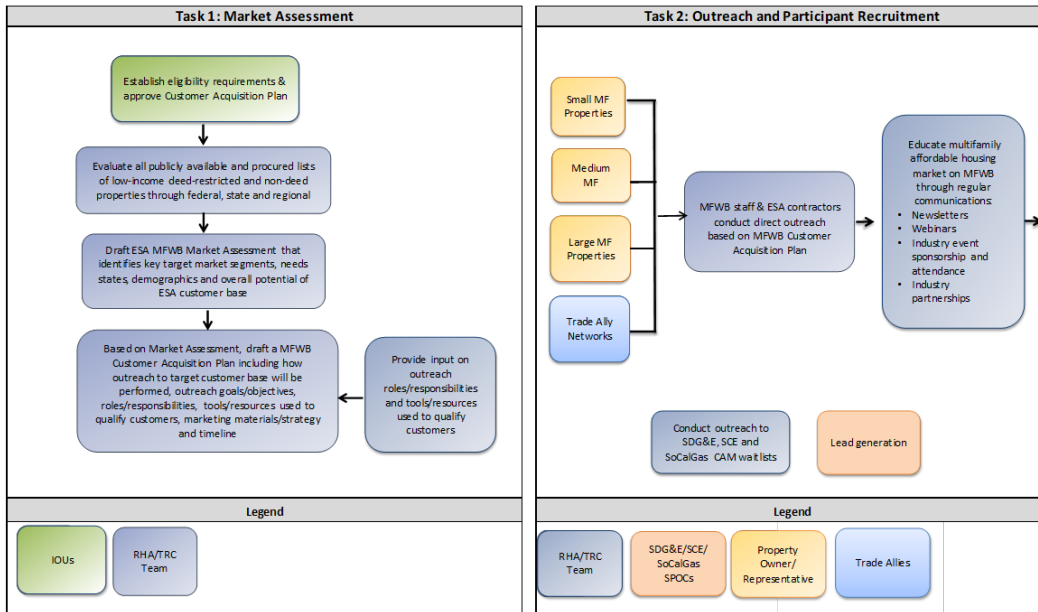 Task 1: Market Assessment
Establish eligibility requirements &
approve Customer Acquisition Plan
Evaluate all publicly available and procured lists
of low-income deed-restricted and non-deed
properties through federal, state and regional
Draft ESA MFWB Market Assessment that
identifies key target market segments, needs
states, demographics and overall potential of
ESA customer base
Based on Market Assessment, draft a MFWB
Customer Acquisition Plan including how
outreach to target customer base will be
performed, outreach goals/objectives,
roles/responsibilities, tools/resources used to
qualify customers, marketing materials/strategy
and timeline
Provide input on
outreach
roles/responsibilities
and tools/resources
used to qualify
customers
Legend
IOUs
RHA/TRC
Team
Task 2: Outreach and Participant Recruitment
Small MF
Properties
Medium
MF
Large MF
Properties
Trade Ally
Networks
MFWB staff & ESA contractors
conduct direct outreach
based on MFWB Customer
Acquisition Plan
Educate multifamily
affordable housing
market on MFWB
through regular
communications:
• Newsletters
• Webinars
• Industry event
sponsorship and
attendance
• Industry
partnerships
Conduct outreach to
SDG&E, SCE and
SoCalGas CAM waitlists
Lead generation
Legend
RHA/TRC
Team
SDG&E/SCE/
SoCalGas
SPOCs
Property
Owner/
Representative
Trade Allies